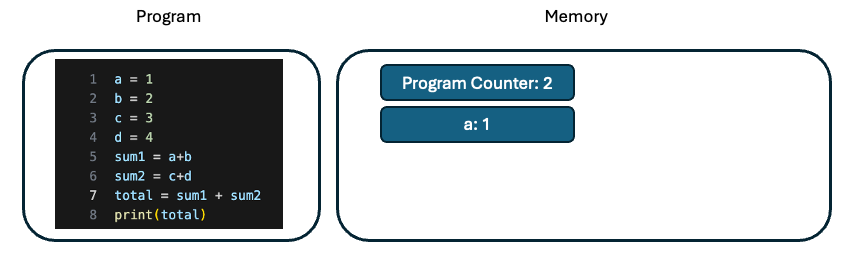 Program
Memory
1 a = 1
2 b = 2
3 c = 3
4 d = 4
5 sum1 = a+b
6 sum2 = c+d
7 total = sum1 + sum2
8 print(total)
Program Counter: 2
a: 1